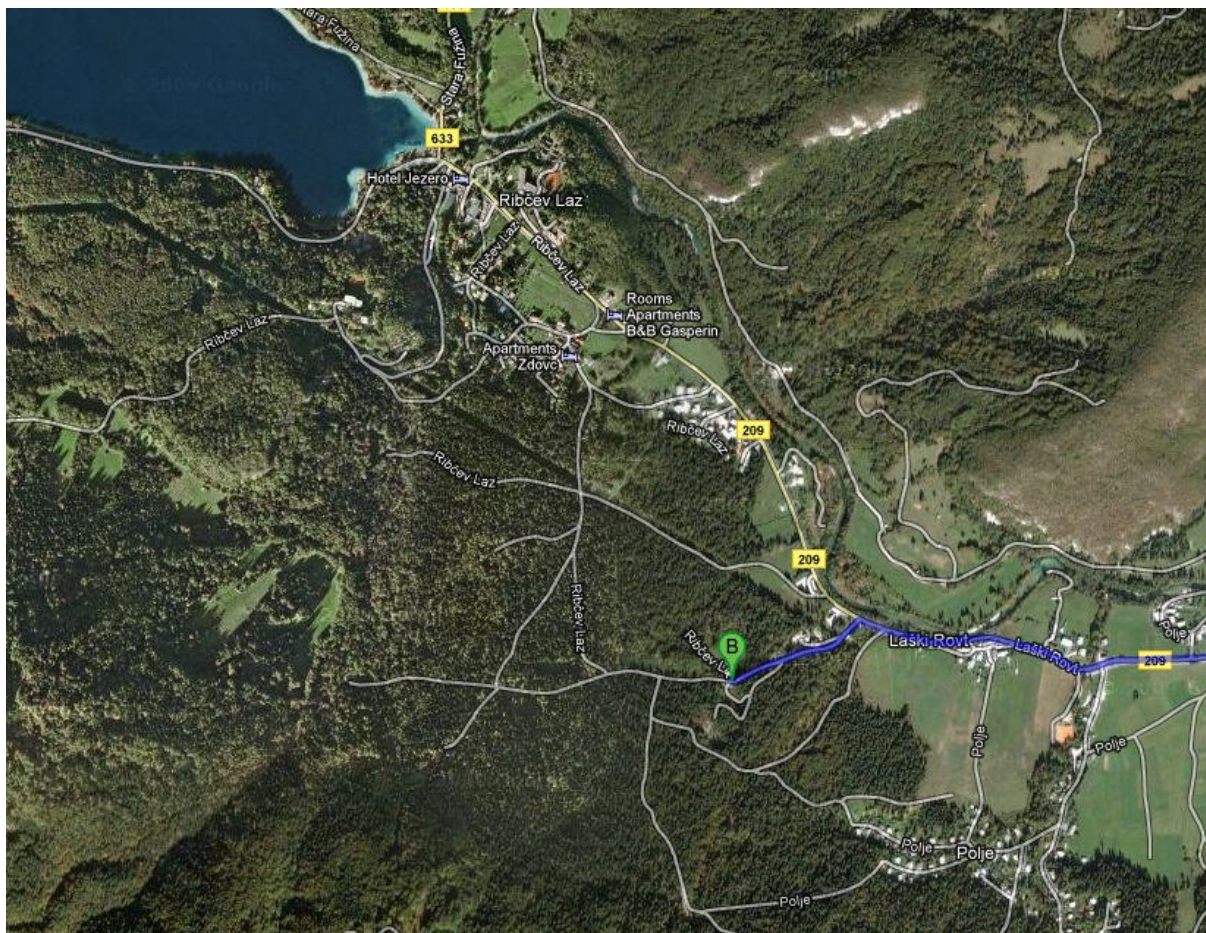 Stara Fužina
Stara Fužina
633
Hotel Jezero
Ribčev Laz
Ribčev Laz
Ribčev Laz
Rooms
Apartments
B&B Gasperin
Ribčev Laz
Apartments
Zdovc
Ribčev Laz
209
Ribčev Laz
209
Ribčev Laz
Ribčev
B
Laški Rovt
Laški Rovt
209
Polje
Polje
Polje
Polje
Polje
Polje